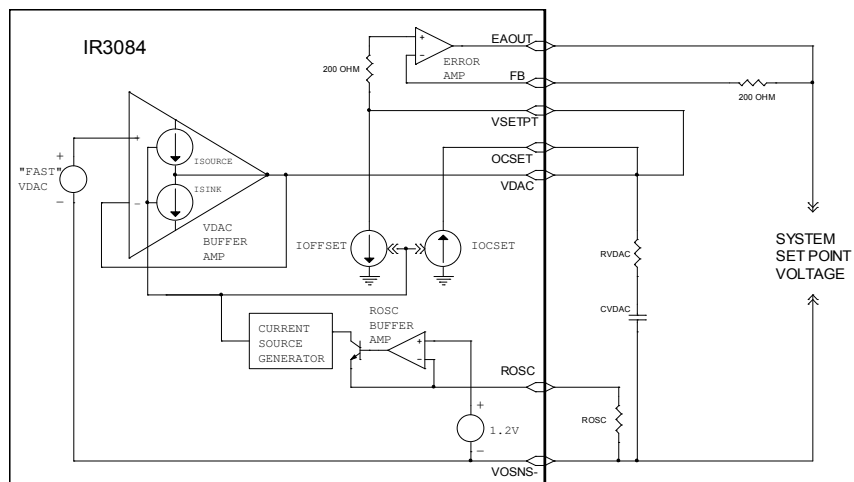 IR3084
EAOUT
200 OHM
ERROR
AMP
FB
200 OHM
VSETPT
OCSET
ISOURCE
"FAST"
VDAC
VDAC
ISINK
VDAC
BUFFER
AMP
IOFFSET
IOCSET
RVDAC
SYSTEM
SET POINT
VOLTAGE
CVDAC
CURRENT
SOURCE
GENERATOR
ROSC
BUFFER
AMP
ROSC
ROSC
1.2V
VOSNS-